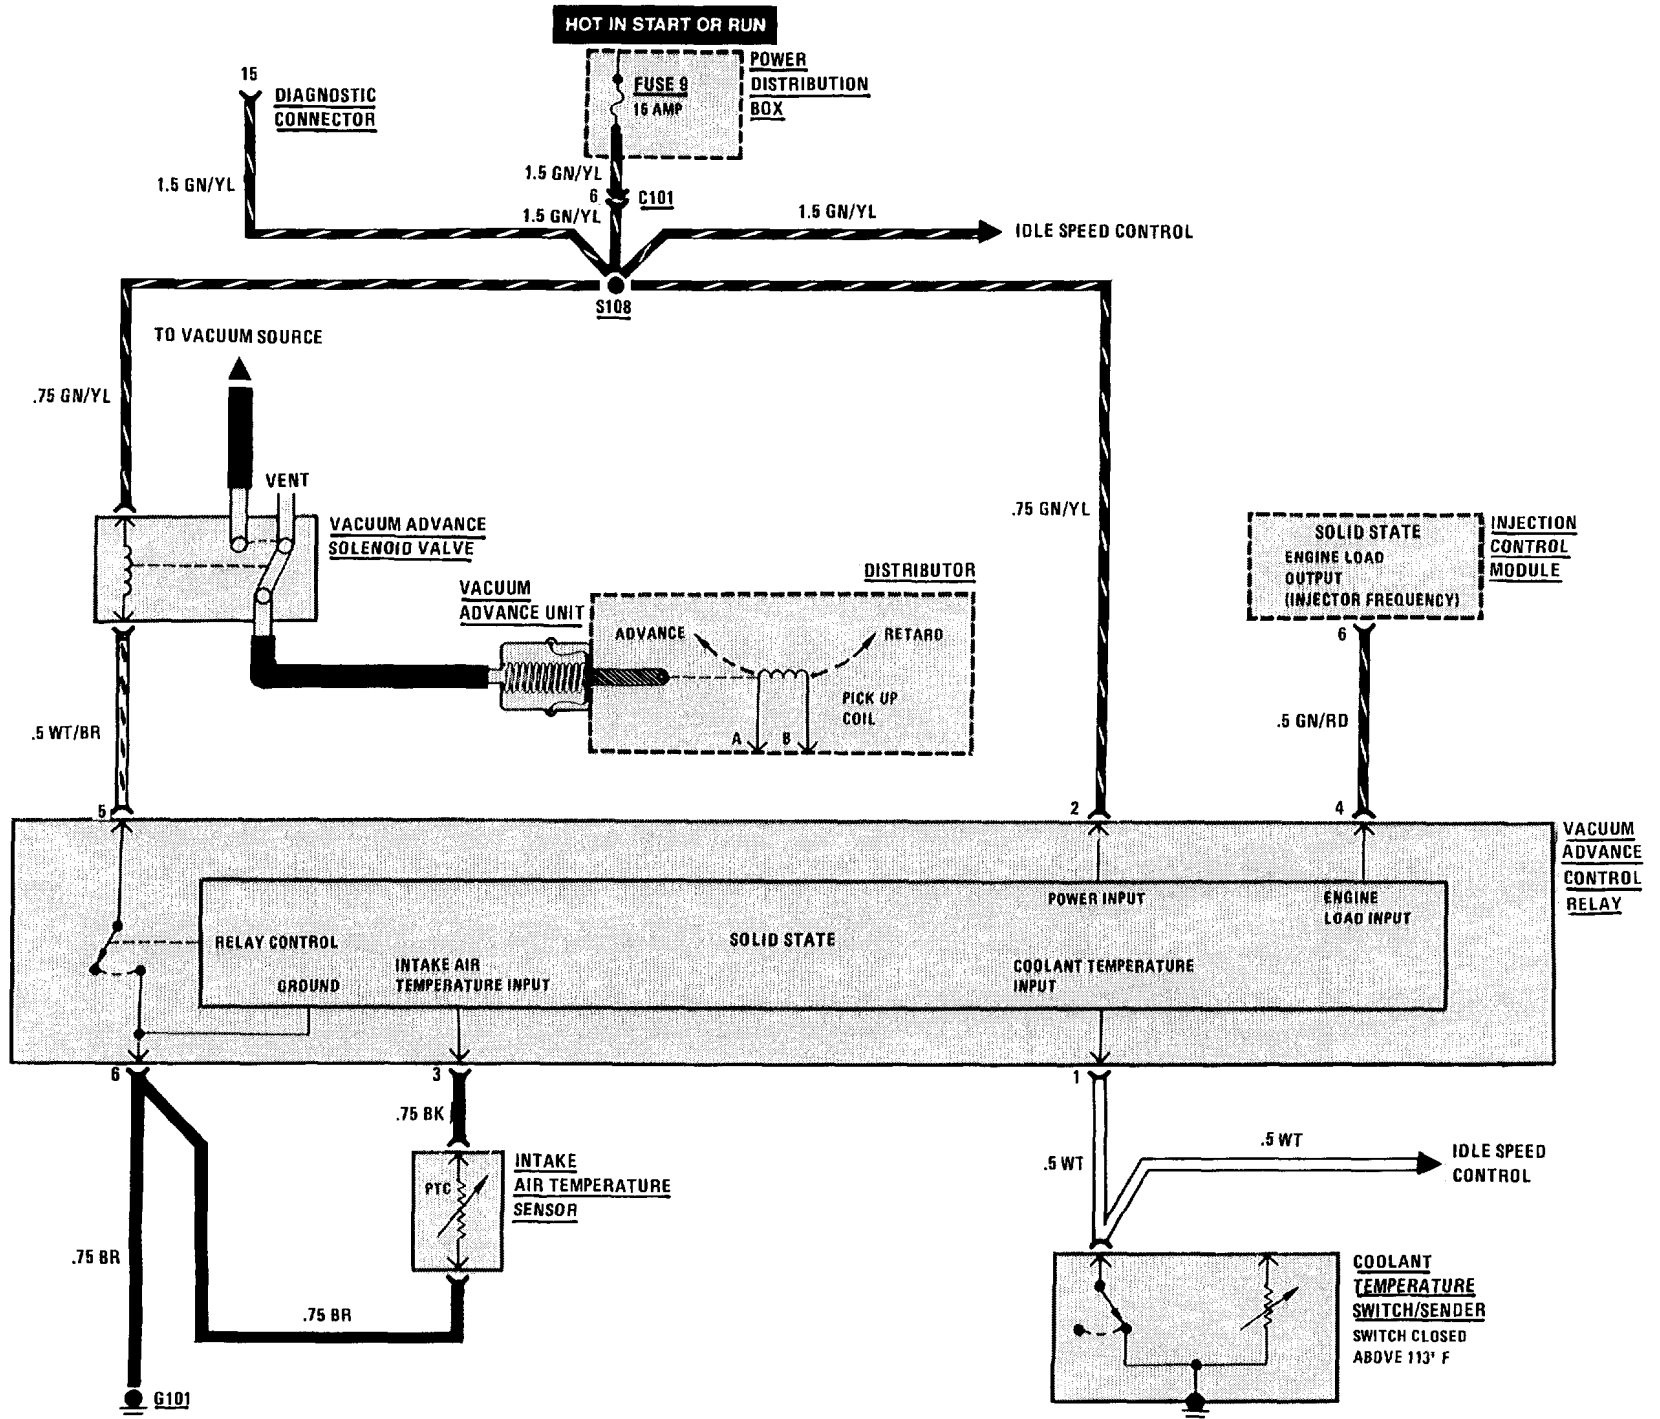 HOT IN START OR RUN
POWER
DISTRIBUTION
BOX
FUSE 9
15 AMP
15
DIAGNOSTIC
CONNECTOR
1.5 GN/YL
1.5 GN/YL
6
C101
1.5 GN/YL
1.5 GN/YL
IDLE SPEED CONTROL
S108
TO VACUUM SOURCE
.75 GN/YL
VENT
VACUUM ADVANCE
SOLENOID VALVE
.75 GN/YL
SOLID STATE
ENGINE LOAD
OUTPUT
(INJECTOR FREQUENCY)
INJECTION
CONTROL
MODULE
DISTRIBUTOR
VACUUM
ADVANCE UNIT
ADVANCE
RETARD
PICK UP
COIL
A
B
6
.5 WT/BR
.5 GN/RD
5
2
4
VACUUM
ADVANCE
CONTROL
RELAY
POWER INPUT
ENGINE
LOAD INPUT
RELAY CONTROL
SOLID STATE
GROUND
INTAKE AIR
TEMPERATURE INPUT
COOLANT TEMPERATURE
INPUT
6
3
1
.75 BK
.5 WT
.5 WT
IDLE SPEED
CONTROL
PTC
INTAKE
AIR TEMPERATURE
SENSOR
.75 BR
.75 BR
COOLANT
TEMPERATURE
SWITCH/SENDER
SWITCH CLOSED
ABOVE 113° F
G101